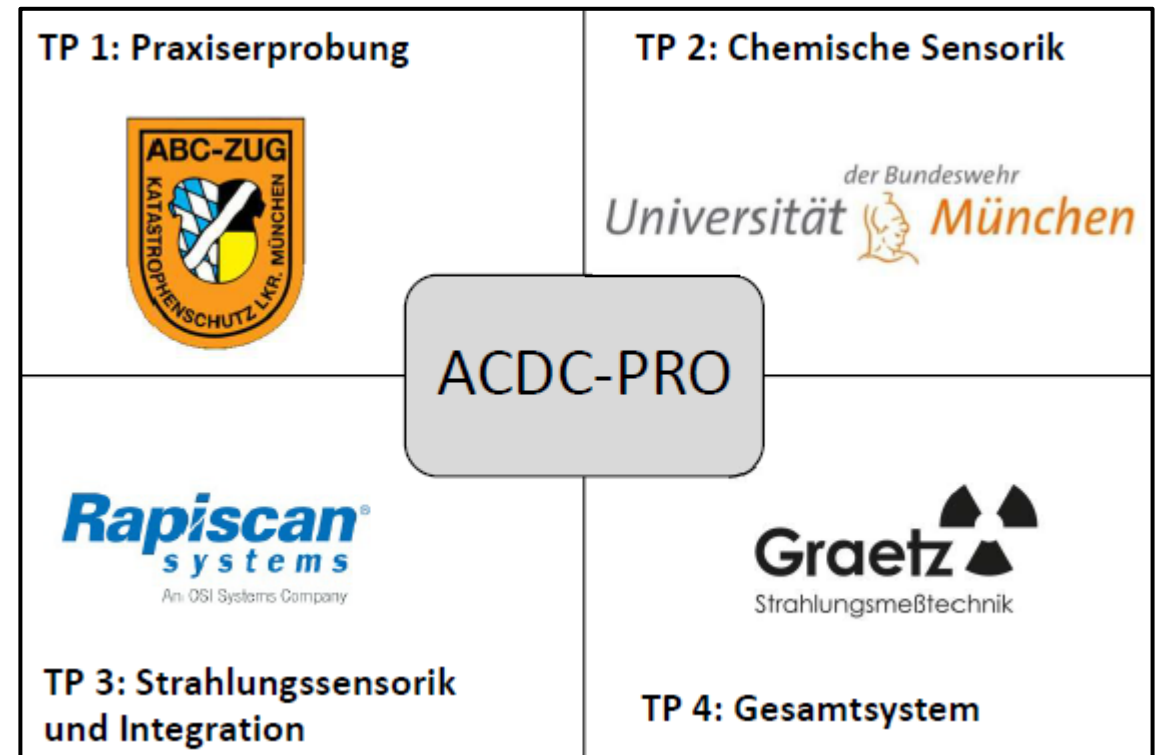 TP 1: Praxiserprobung
ABC-ZUG
KATASTROPHENSCHUTZ LKR. MÜNCHEN
TP 2: Chemische Sensorik
der Bundeswehr
Universität München
ACDC-PRO
Rapiscan®
systems
An OSI Systems Company
TP 3: Strahlungssensorik
und Integration
Graetz
Strahlungsmeßtechnik
TP 4: Gesamtsystem